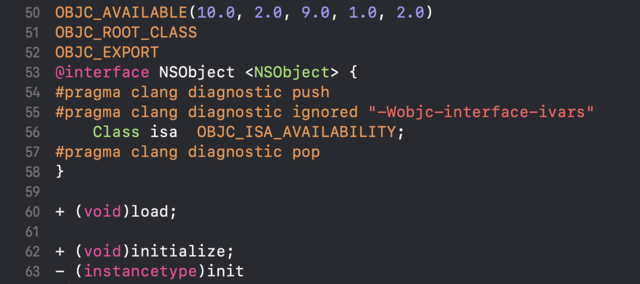 50 OBJC_AVAILABLE(10.0, 2.0, 9.0, 1.0, 2.0)
51 OBJC_ROOT_CLASS
52 OBJC_EXPORT
53 @interface NSObject <NSObject> {
54 #pragma clang diagnostic push
55 #pragma clang diagnostic ignored "-Wobjc-interface-ivars"
56     Class isa  OBJC_ISA_AVAILABILITY;
57 #pragma clang diagnostic pop
58 }
59
60 + (void)load;
61
62 + (void)initialize;
63 - (instancetype)init